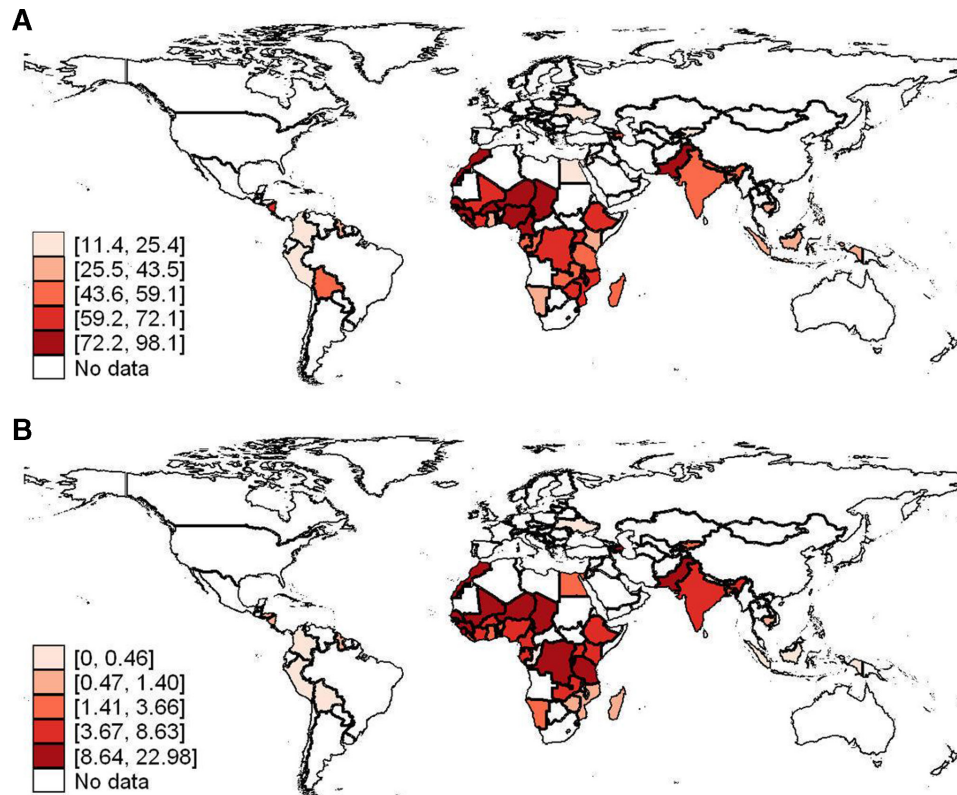 A
[11.4, 25.4]
[25.5, 43.5]
[43.6, 59.1]
[59.2, 72.1]
[72.2, 98.1]
No data
B
[0, 0.46]
[0.47, 1.40]
[1.41, 3.66]
[3.67, 8.63]
[8.64, 22.98]
No data